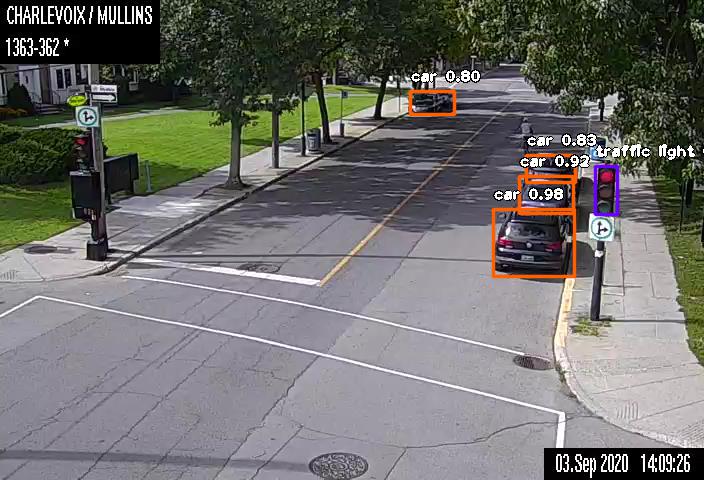 CHARLEVOIX / MULLINS
1363-362 *
car 0.80
car 0.83
car 0.92
traffic light
car 0.98
03.Sep 2020 14:09:26